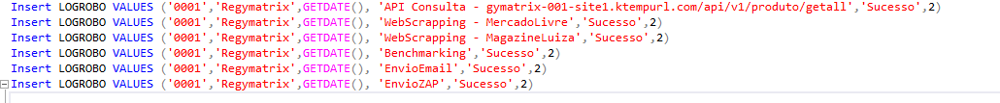 Insert LOGROBO VALUES ('0001','Regymatrix',GETDATE(), 'API Consulta - gymatrix-001-site1.ktempurl.com/api/v1/produto/getall','Sucesso',2)
Insert LOGROBO VALUES ('0001','Regymatrix',GETDATE(), 'WebScrapping - MercadoLivre','Sucesso',2)
Insert LOGROBO VALUES ('0001','Regymatrix',GETDATE(), 'WebScrapping - MagazineLuiza','Sucesso',2)
Insert LOGROBO VALUES ('0001','Regymatrix',GETDATE(), 'Benchmarking','Sucesso',2)
Insert LOGROBO VALUES ('0001','Regymatrix',GETDATE(), 'EnvioEmail','Sucesso',2)
Insert LOGROBO VALUES ('0001','Regymatrix',GETDATE(), 'EnvioZAP','Sucesso',2)